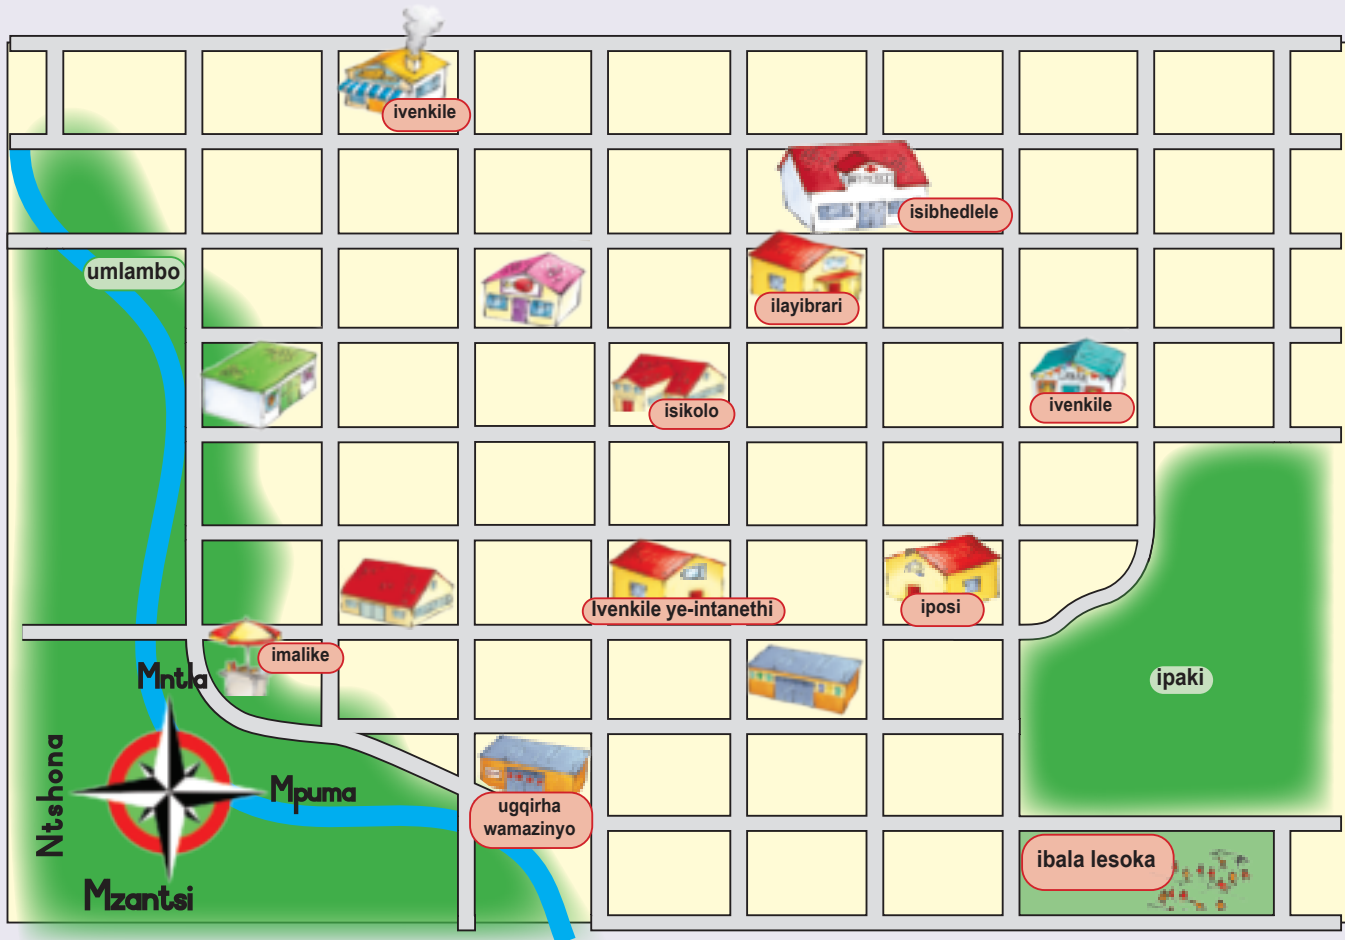 ivenkile
isibhedlele
umlambo
ilayibrari
isikolo
ivenkile
Ivenkile ye-intanethi
iposi
imalike
Mntla
ipaki
Ntshona
Mpuma
ugqirha
wamazinyo
ibala lesoka
Mzantsi